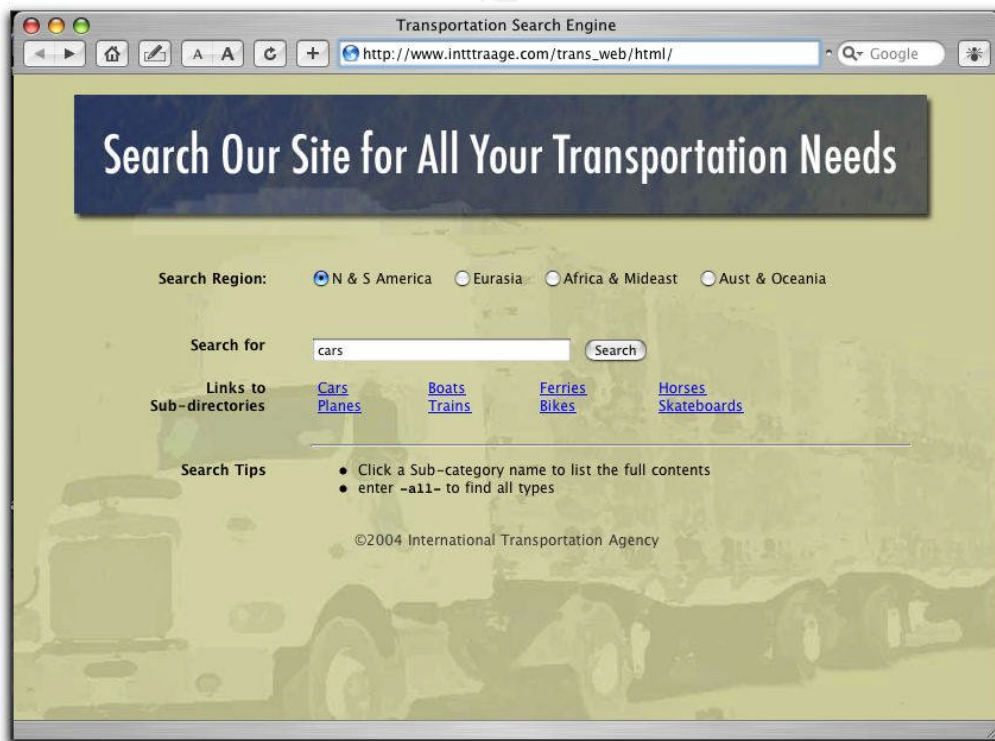 Transportation Search Engine
A A + http://www.intttraage.com/trans_web/html/ Google
Search Our Site for All Your Transportation Needs
Search Region: N & S America Eurasia Africa & Mideast Aust & Oceania
Search for cars Search
Links to Cars Boats Ferries Horses
Sub-directories Planes Trains Bikes Skateboards
Search Tips • Click a Sub-category name to list the full contents
• enter -all- to find all types
©2004 International Transportation Agency